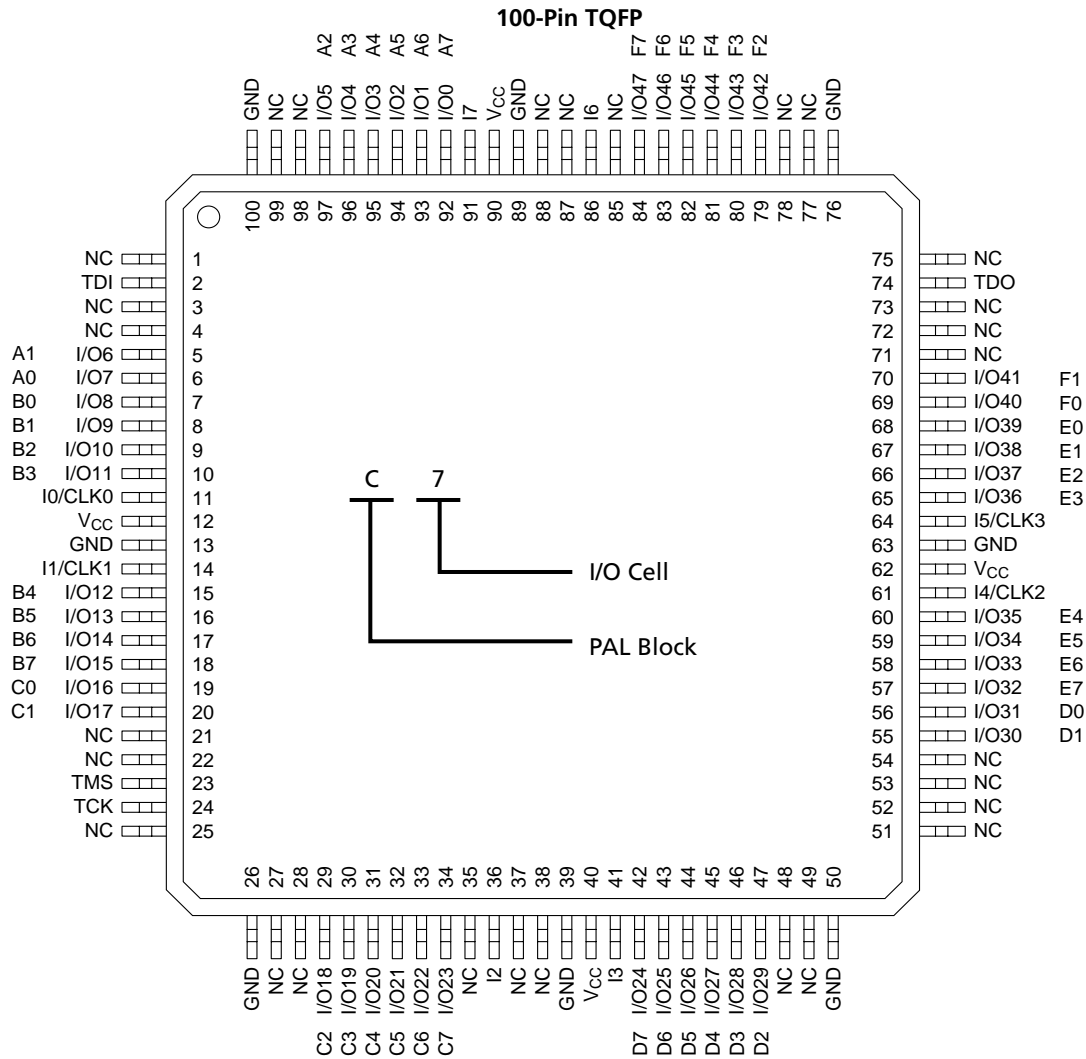 100-Pin TQFP
A2 A3 A4 A5 A6 A7 F7 F6 F5 F4 F3 F2
GND NC NC I/O5 I/O4 I/O3 I/O2 I/O1 I/O0 I7 VCC GND NC NC I6 NC I/O47 I/O46 I/O45 I/O44 I/O43 I/O42 NC NC GND
100 99 98 97 96 95 94 93 92 91 90 89 88 87 86 85 84 83 82 81 80 79 78 77 76
NC 1 75 NC
TDI 2 74 TDO
NC 3 73 NC
NC 4 72 NC
A1 I/O6 5 71 NC
A0 I/O7 6 70 I/O41 F1
B0 I/O8 7 69 I/O40 F0
B1 I/O9 8 68 I/O39 E0
B2 I/O10 9 67 I/O38 E1
B3 I/O11 10 C 7 66 I/O37 E2
I0/CLK0 11 65 I/O36 E3
VCC 12 64 I5/CLK3
GND 13 63 GND
I1/CLK1 14 I/O Cell 62 VCC
B4 I/O12 15 61 I4/CLK2
B5 I/O13 16 60 I/O35 E4
B6 I/O14 17 PAL Block 59 I/O34 E5
B7 I/O15 18 58 I/O33 E6
C0 I/O16 19 57 I/O32 E7
C1 I/O17 20 56 I/O31 D0
NC 21 55 I/O30 D1
NC 22 54 NC
TMS 23 53 NC
TCK 24 52 NC
NC 25 51 NC
26 27 28 29 30 31 32 33 34 35 36 37 38 39 40 41 42 43 44 45 46 47 48 49 50
GND NC NC I/O18 I/O19 I/O20 I/O21 I/O22 I/O23 NC I2 NC NC GND VCC I3 I/O24 I/O25 I/O26 I/O27 I/O28 I/O29 NC NC GND
C2 C3 C4 C5 C6 C7 D7 D6 D5 D4 D3 D2